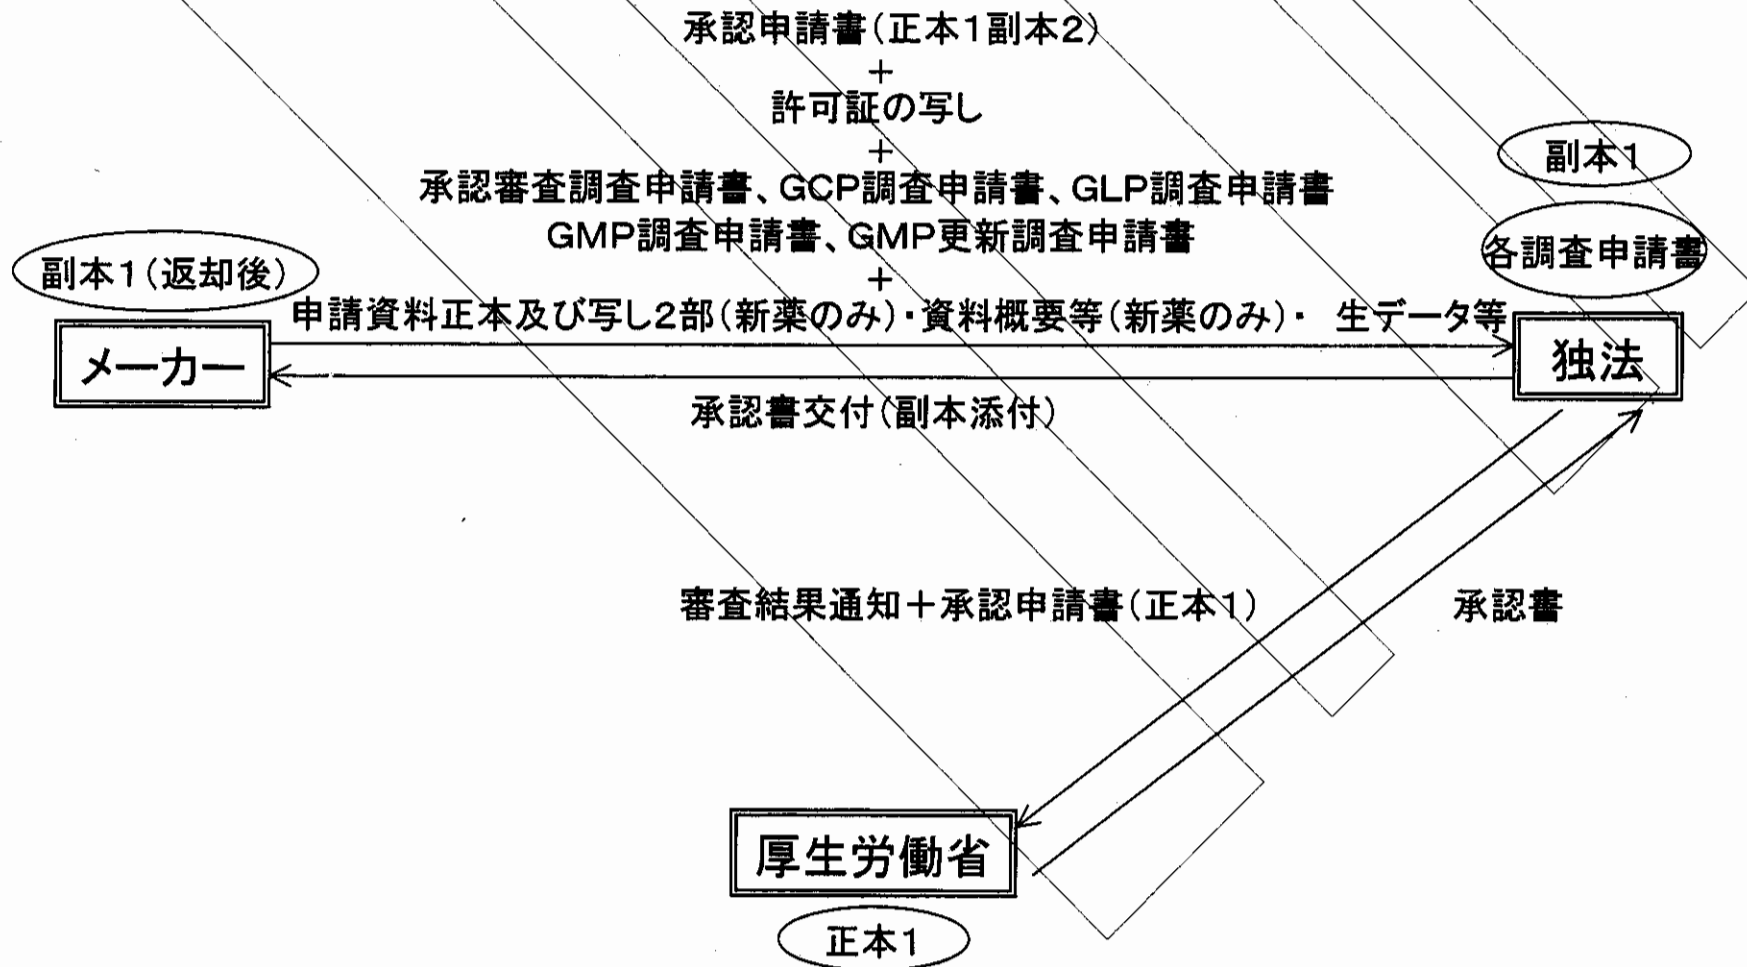 承認申請書(正本1副本2)
+
許可証の写し
+
承認審査調査申請書、GCP調査申請書、GLP調査申請書
GMP調査申請書、GMP更新調査申請書
+
申請資料正本及び写し2部(新薬のみ)・資料概要等(新薬のみ)・ 生データ等
副本1
各調査申請書
副本1(返却後)
メーカー
独法
承認書交付(副本添付)
審査結果通知+承認申請書(正本1)
承認書
厚生労働省
正本1